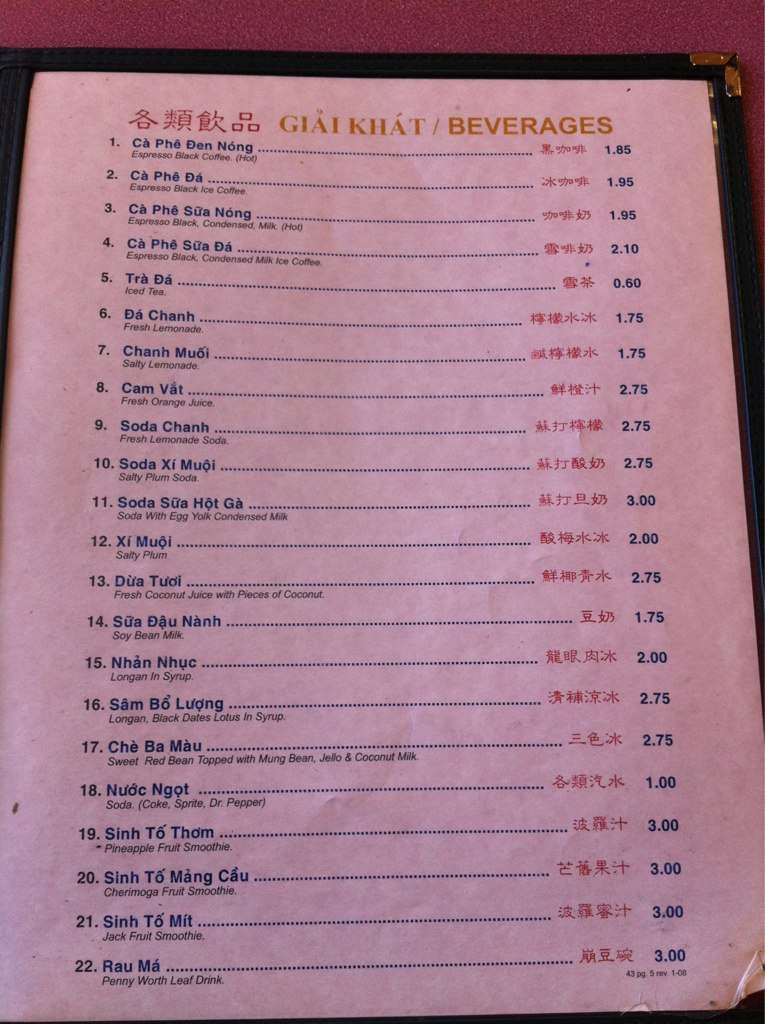 各類飲品 GIẢI KHÁT / BEVERAGES
1. Cà Phê Đen Nóng 黑咖啡 1.85
Espresso Black Coffee. (Hot)
2. Cà Phê Đá 冰咖啡 1.95
Espresso Black Ice Coffee.
3. Cà Phê Sữa Nóng 咖啡奶 1.95
Espresso Black, Condensed, Milk. (Hot)
4. Cà Phê Sữa Đá 雪啡奶 2.10
Espresso Black, Condensed Milk Ice Coffee.
5. Trà Đá 雪茶 0.60
Iced Tea.
6. Đá Chanh 檸檬水冰 1.75
Fresh Lemonade.
7. Chanh Muối 鹹檸檬水 1.75
Salty Lemonade.
8. Cam Vắt 鮮橙汁 2.75
Fresh Orange Juice.
9. Soda Chanh 蘇打檸檬 2.75
Fresh Lemonade Soda.
10. Soda Xí Muội 蘇打酸奶 2.75
Salty Plum Soda.
11. Soda Sữa Hột Gà 蘇打旦奶 3.00
Soda With Egg Yolk Condensed Milk
12. Xí Muội 酸梅水冰 2.00
Salty Plum
13. Dừa Tươi 鮮椰青水 2.75
Fresh Coconut Juice with Pieces of Coconut.
14. Sữa Đậu Nành 豆奶 1.75
Soy Bean Milk.
15. Nhản Nhục 龍眼肉冰 2.00
Longan In Syrup.
16. Sâm Bổ Lượng 清補涼冰 2.75
Longan, Black Dates Lotus In Syrup.
17. Chè Ba Màu 三色冰 2.75
Sweet Red Bean Topped with Mung Bean, Jello & Coconut Milk.
18. Nước Ngọt 各類汽水 1.00
Soda. (Coke, Sprite, Dr. Pepper)
19. Sinh Tố Thơm 波羅汁 3.00
Pineapple Fruit Smoothie.
20. Sinh Tố Mảng Cầu 芒舊果汁 3.00
Cherimoga Fruit Smoothie.
21. Sinh Tố Mít 波羅蜜汁 3.00
Jack Fruit Smoothie.
22. Rau Má 崩豆碗 3.00
Penny Worth Leaf Drink.
43 pg. 5 rev. 1-08